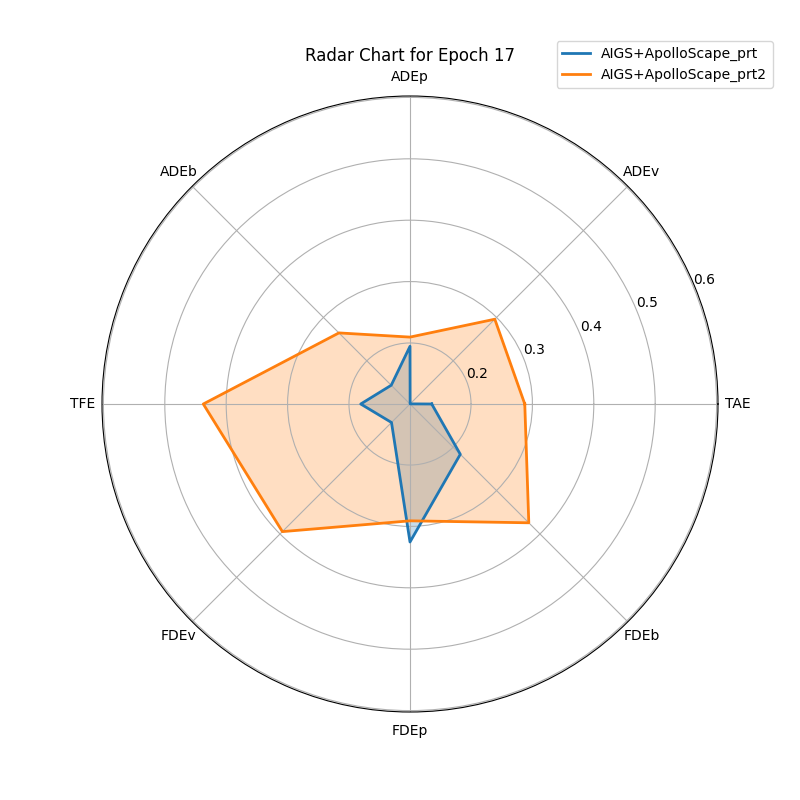 AIGS+ApolloScape_prt
AIGS+ApolloScape_prt2
Radar Chart for Epoch 17
ADEp
ADEb
ADEv
0.6
0.5
0.4
0.3
0.2
TFE
TAE
FDEv
FDEb
FDEp